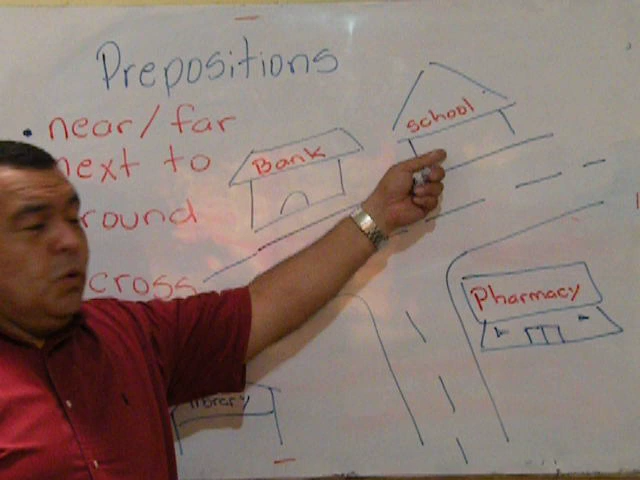 Prepositions
near/far
next to
round
cross
Bank
school
Pharmacy
library